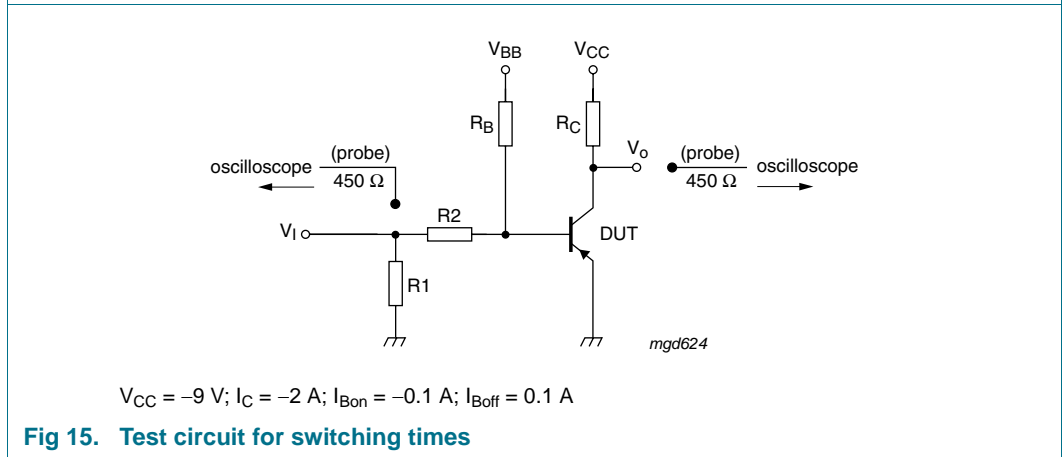 VBB VCC
RB RC
(probe) Vo (probe)
oscilloscope oscilloscope
450 Ω 450 Ω
R2
VI DUT
R1
mgd624
VCC = −9 V; IC = −2 A; IBon = −0.1 A; IBoff = 0.1 A
Fig 15. Test circuit for switching times